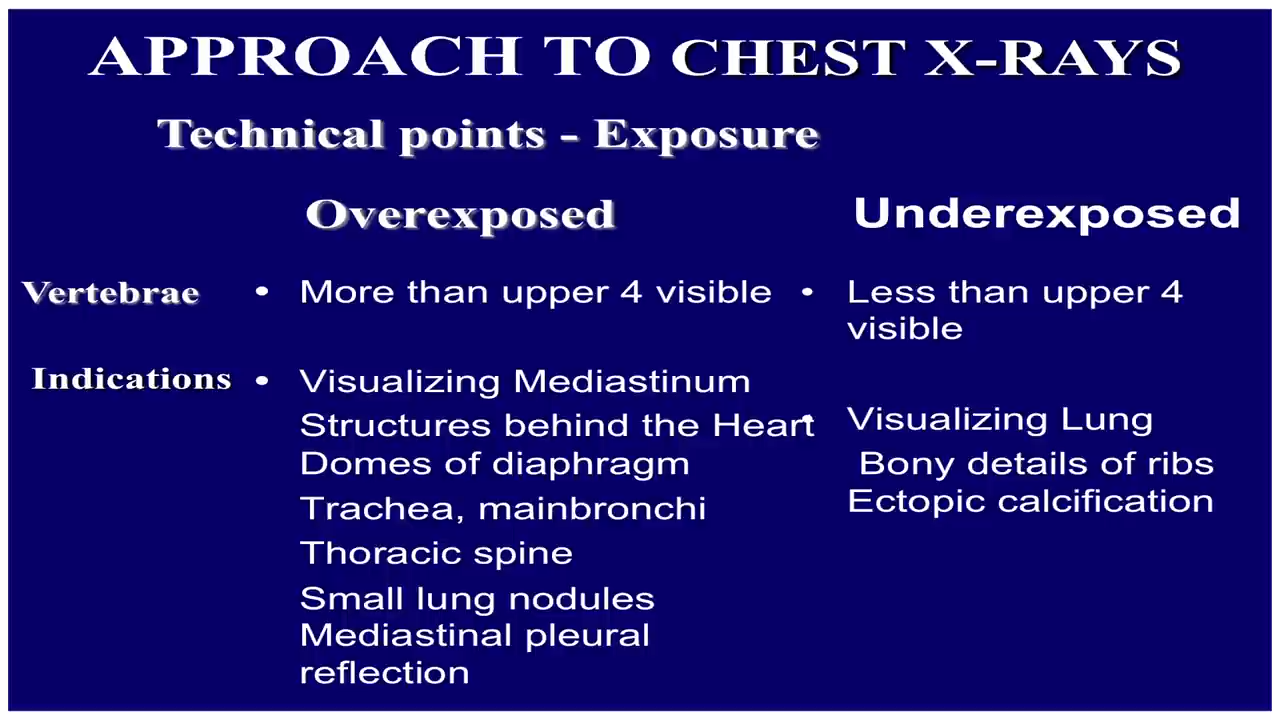 APPROACH TO CHEST X-RAYS
Technical points - Exposure
Overexposed
Underexposed
Vertebrae
• More than upper 4 visible
• Less than upper 4
visible
Indications
• Visualizing Mediastinum
Structures behind the Heart
Domes of diaphragm
Trachea, mainbronchi
Thoracic spine
Small lung nodules
Mediastinal pleural
reflection
• Visualizing Lung
Bony details of ribs
Ectopic calcification